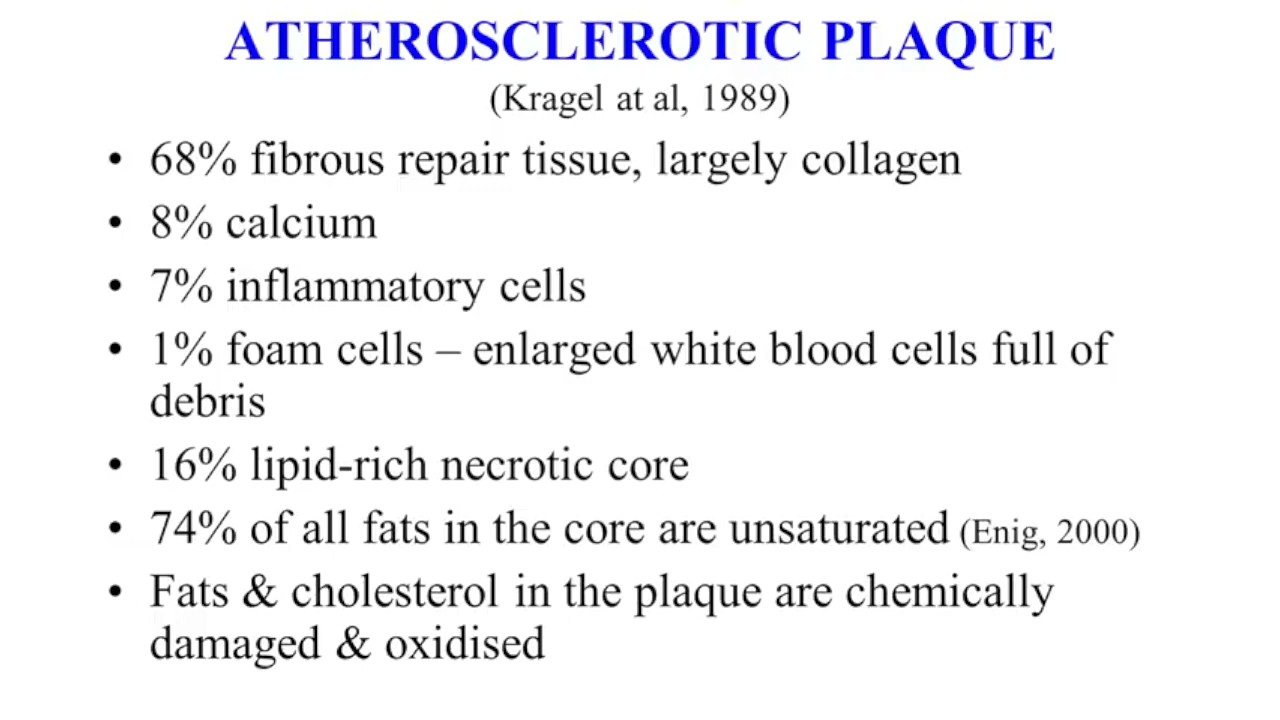 ATHEROSCLEROTIC PLAQUE
(Kragel at al, 1989)
• 68% fibrous repair tissue, largely collagen
• 8% calcium
• 7% inflammatory cells
• 1% foam cells – enlarged white blood cells full of
debris
• 16% lipid-rich necrotic core
• 74% of all fats in the core are unsaturated (Enig, 2000)
• Fats & cholesterol in the plaque are chemically
damaged & oxidised